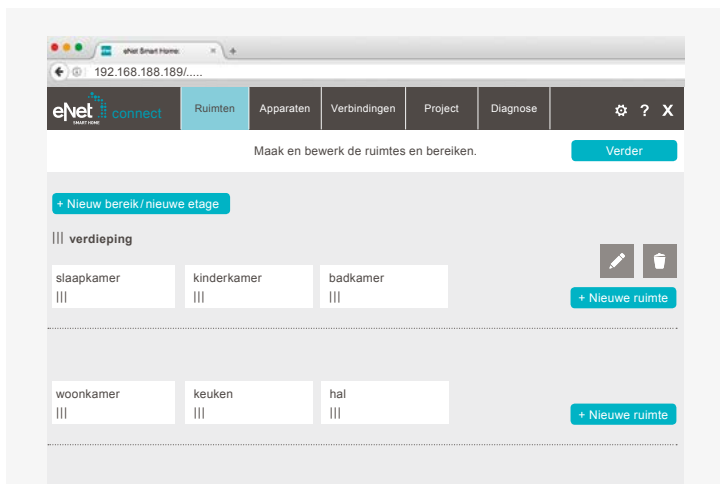 eNet Smart Home:
192.168.188.189/.....
eNet connect
SMART HOME
Ruimten Apparaten Verbindingen Project Diagnose ? X
Maak en bewerk de ruimtes en bereiken. Verder
+ Nieuw bereik/nieuwe etage
verdieping
slaapkamer kinderkamer badkamer
+ Nieuwe ruimte
woonkamer keuken hal
+ Nieuwe ruimte